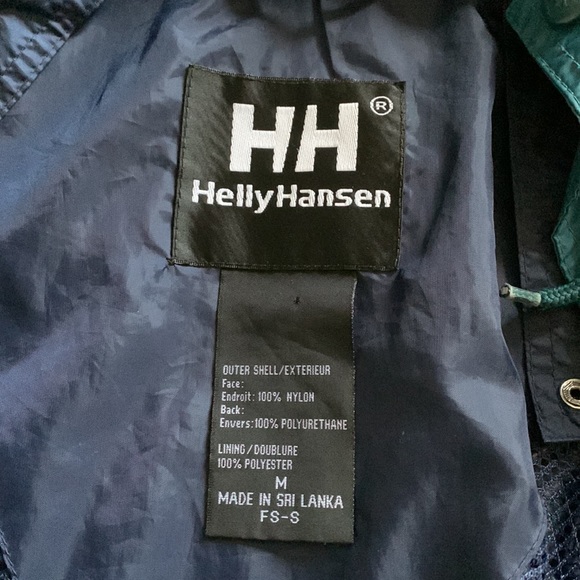 HH®
HellyHansen
OUTER SHELL/EXTERIEUR
Face:
Endroit: 100% NYLON
Back:
Envers:100% POLYURETHANE
LINING/DOUBLURE
100% POLYESTER
M
MADE IN SRI LANKA
FS-S